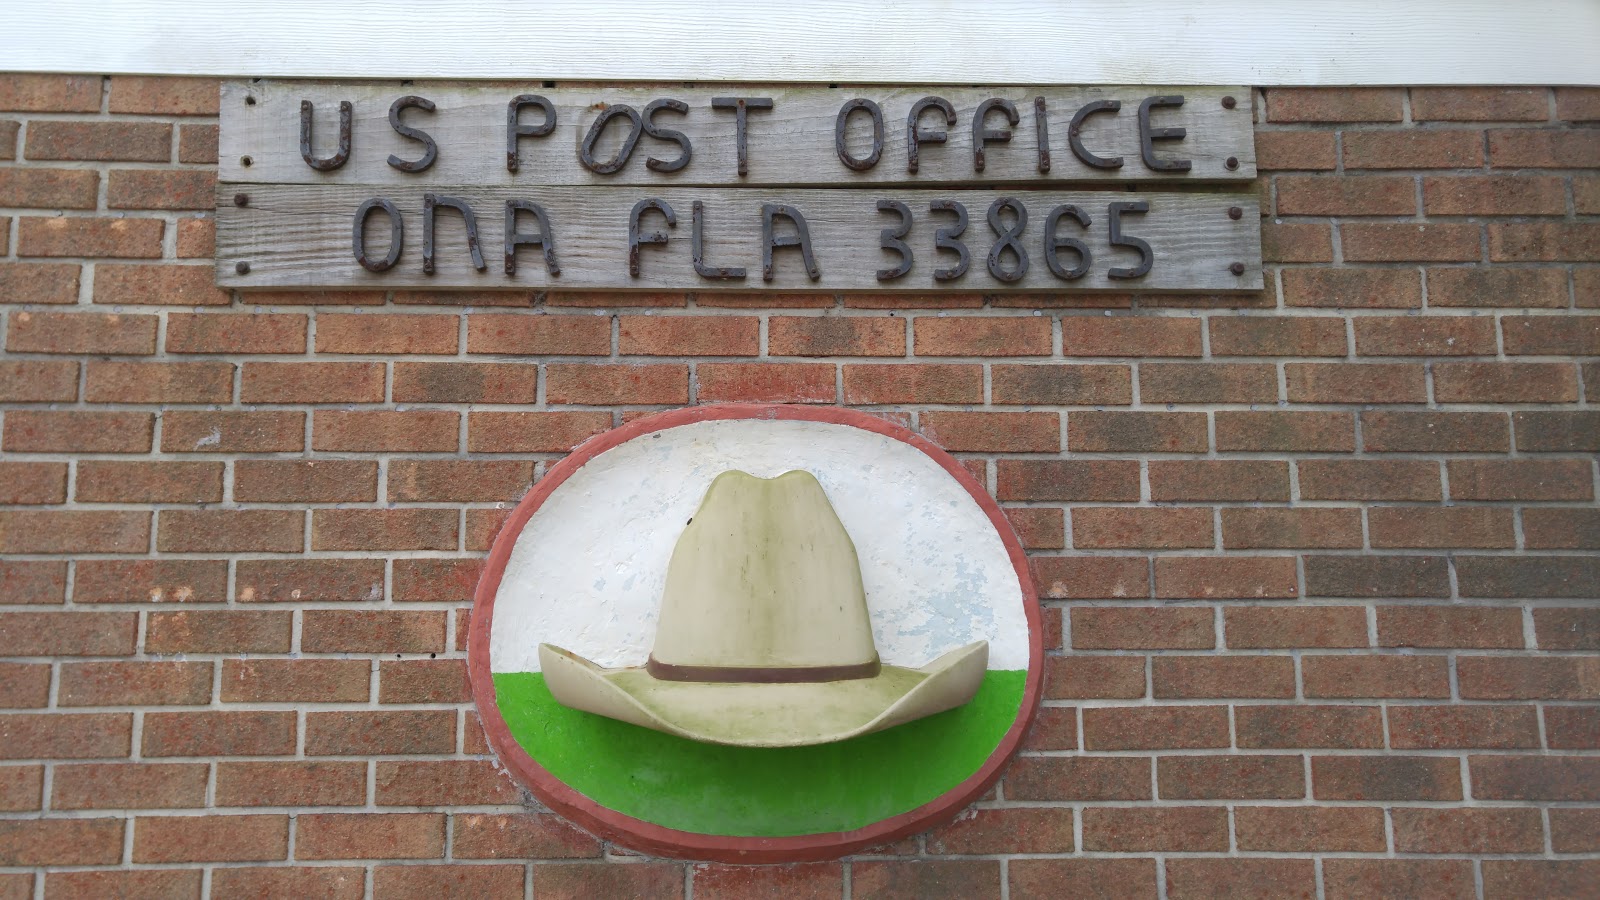 US POST OFFICE
ONA FLA 33865